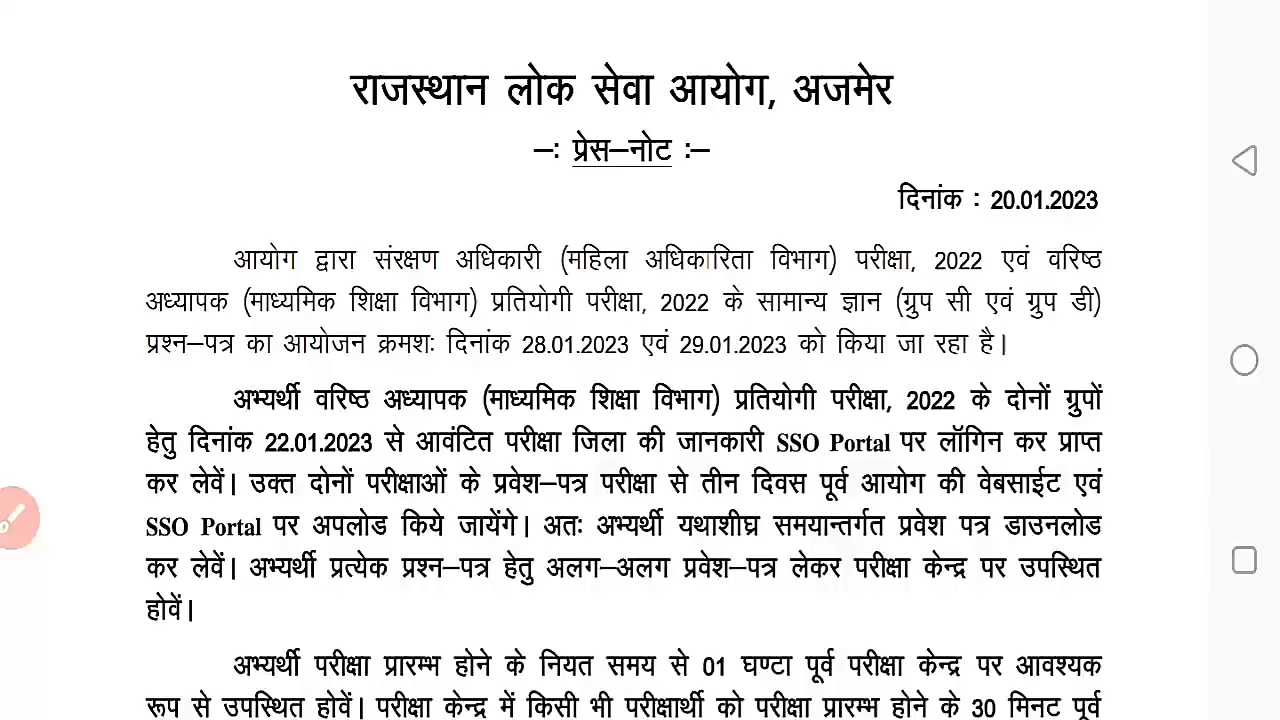 राजस्थान लोक सेवा आयोग, अजमेर
–: प्रेस–नोट :–
दिनांक : 20.01.2023
आयोग द्वारा संरक्षण अधिकारी (महिला अधिकारिता विभाग) परीक्षा, 2022 एवं वरिष्ठ
अध्यापक (माध्यमिक शिक्षा विभाग) प्रतियोगी परीक्षा, 2022 के सामान्य ज्ञान (ग्रुप सी एवं ग्रुप डी)
प्रश्न–पत्र का आयोजन क्रमशः दिनांक 28.01.2023 एवं 29.01.2023 को किया जा रहा है।
अभ्यर्थी वरिष्ठ अध्यापक (माध्यमिक शिक्षा विभाग) प्रतियोगी परीक्षा, 2022 के दोनों ग्रुपों
हेतु दिनांक 22.01.2023 से आवंटित परीक्षा जिला की जानकारी SSO Portal पर लॉगिन कर प्राप्त
कर लेवें। उक्त दोनों परीक्षाओं के प्रवेश–पत्र परीक्षा से तीन दिवस पूर्व आयोग की वेबसाईट एवं
SSO Portal पर अपलोड किये जायेंगे। अतः अभ्यर्थी यथाशीघ्र समयान्तर्गत प्रवेश पत्र डाउनलोड
कर लेवें। अभ्यर्थी प्रत्येक प्रश्न–पत्र हेतु अलग–अलग प्रवेश–पत्र लेकर परीक्षा केन्द्र पर उपस्थित
होवें।
अभ्यर्थी परीक्षा प्रारम्भ होने के नियत समय से 01 घण्टा पूर्व परीक्षा केन्द्र पर आवश्यक
रूप से उपस्थित होवें। परीक्षा केन्द्र में किसी भी परीक्षार्थी को परीक्षा प्रारम्भ होने के 30 मिनट पूर्व